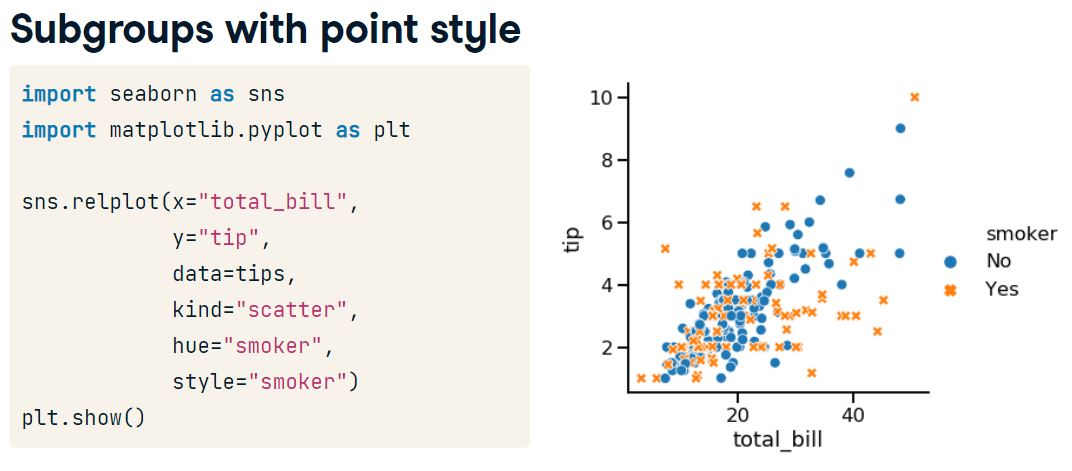 Subgroups with point style
import seaborn as sns
import matplotlib.pyplot as plt
sns.relplot(x="total_bill",
y="tip",
data=tips,
kind="scatter",
hue="smoker",
style="smoker")
plt.show()
10
8
6
4
2
tip
20 40
total_bill
smoker
No
Yes